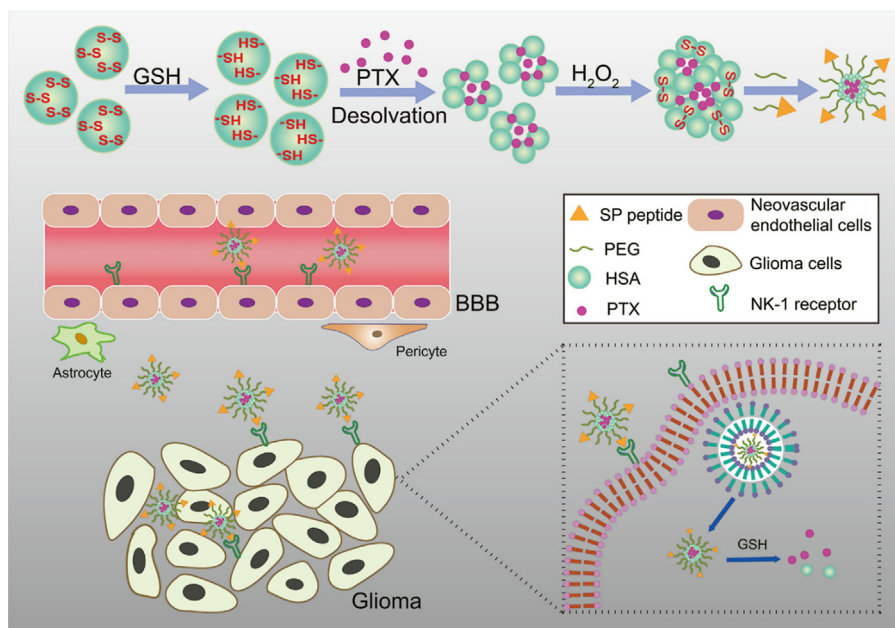 S-S
S-S
S-S
S-S
S-S
S-S
S-S
S-S
S-S
GSH
HS-
-SH
HS-
HS-
-SH
HS-
HS-
-SH
HS-
HS-
-SH
HS-
PTX
Desolvation
H2O2
S-S
S-S
S-S
S-S
S-S
BBB
Astrocyte
Pericyte
SP peptide
PEG
HSA
PTX
Neovascular
endothelial cells
Glioma cells
NK-1 receptor
Glioma
GSH